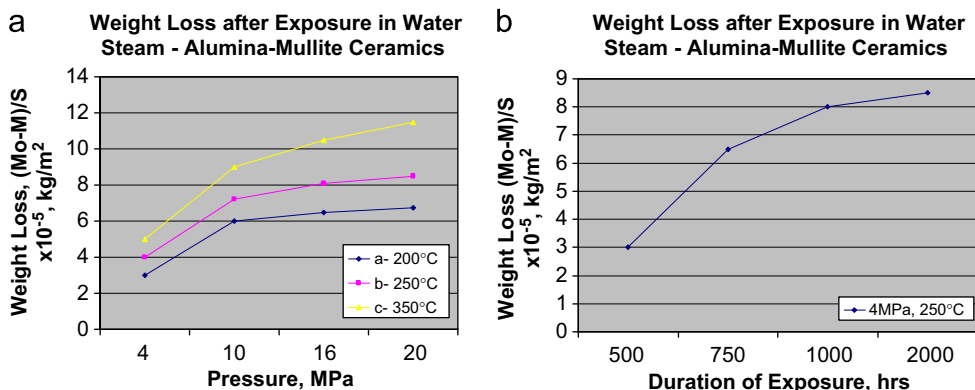 a
Weight Loss after Exposure in Water
Steam - Alumina-Mullite Ceramics
Weight Loss, (Mo-M)/S
x10⁻⁵, kg/m²
14
12
10
8
6
4
2
0
a- 200°C
b- 250°C
c- 350°C
4 10 16 20
Pressure, MPa
b
Weight Loss after Exposure in Water
Steam - Alumina-Mullite Ceramics
Weight Loss (Mo-M)/S
x10⁻⁵, kg/m²
9
8
7
6
5
4
3
2
1
0
4MPa, 250°C
500 750 1000 2000
Duration of Exposure, hrs